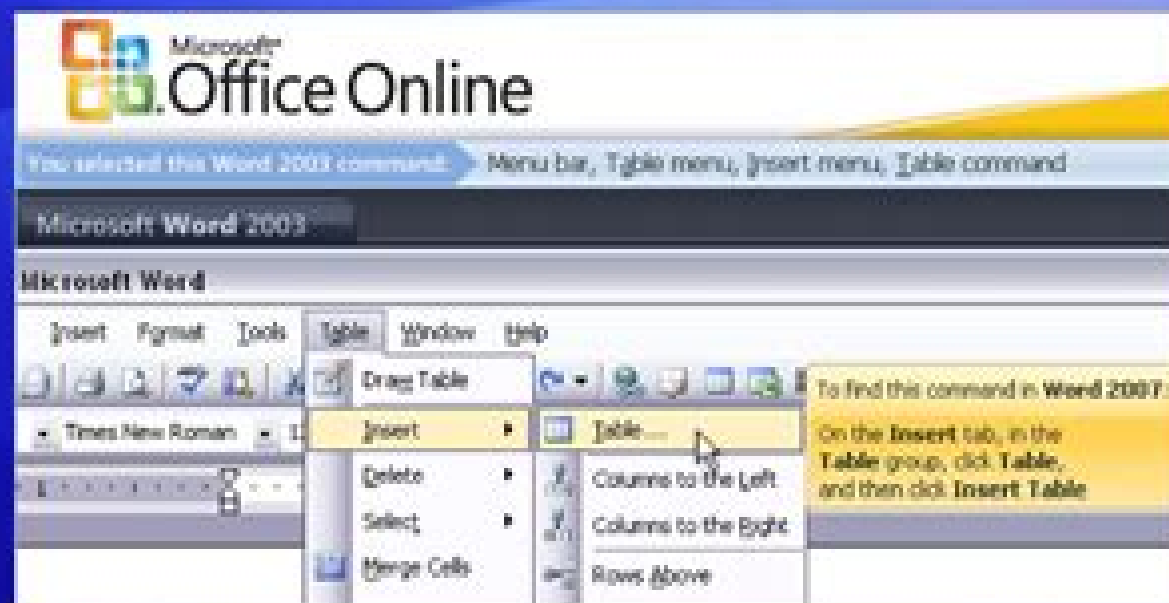 Microsoft®
Office Online
You selected this Word 2003 command: Menu bar, Table menu, Insert menu, Table command
Microsoft Word 2003
Microsoft Word
Insert Format Tools Table Window Help
Draw Table
To find this command in Word 2007:
Times New Roman
Insert
Table...
On the Insert tab, in the
Table group, click Table,
and then click Insert Table
Delete
Columns to the Left
Select
Columns to the Right
Merge Cells
Rows Above